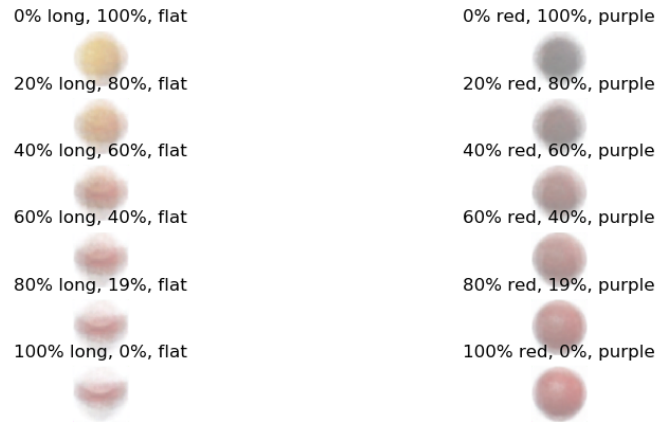 0% long, 100%, flat
20% long, 80%, flat
40% long, 60%, flat
60% long, 40%, flat
80% long, 19%, flat
100% long, 0%, flat
0% red, 100%, purple
20% red, 80%, purple
40% red, 60%, purple
60% red, 40%, purple
80% red, 19%, purple
100% red, 0%, purple